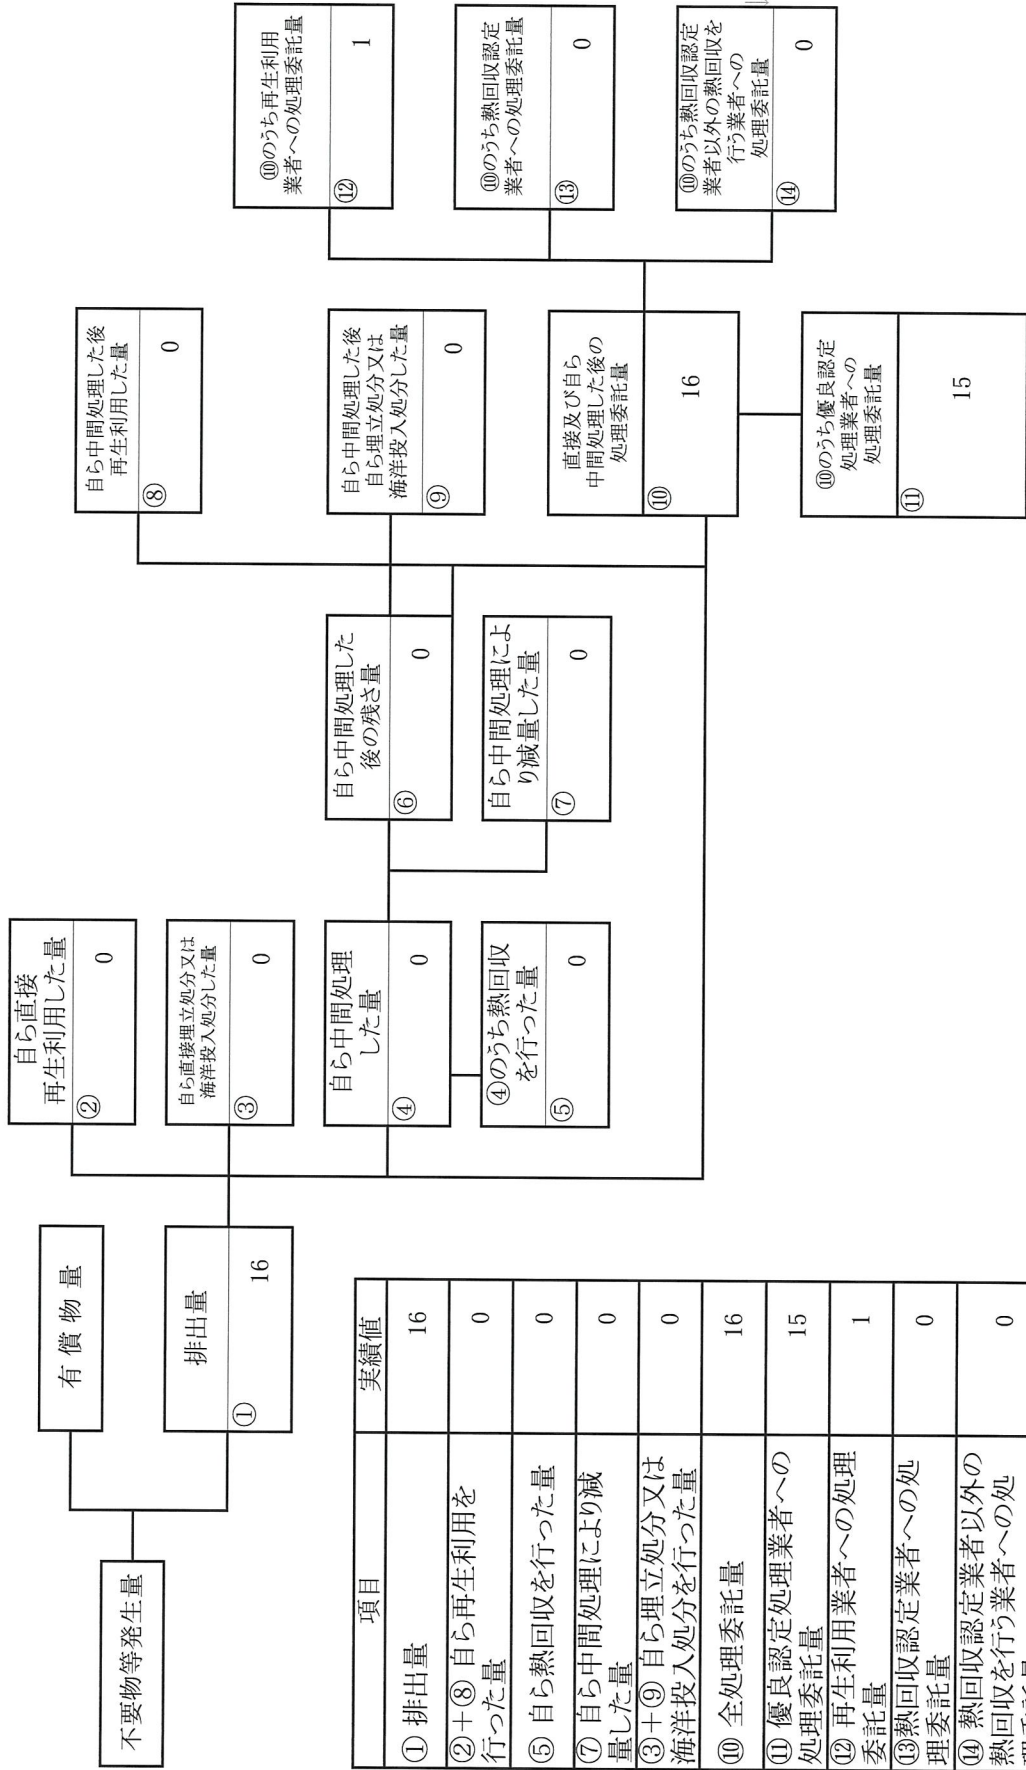 不要物等発生量
有 償 物 量
排出量
①
16
自ら直接
再生利用した量
②
0
自ら直接埋立処分又は
海洋投入処分した量
③
0
自ら中間処理
した量
④
0
④のうち熱回収
を行った量
⑤
0
自ら中間処理した
後の残さ量
⑥
0
自ら中間処理によ
り減量した量
⑦
0
自ら中間処理した後
再生利用した量
⑧
0
自ら中間処理した後
自ら埋立処分又は
海洋投入処分した量
⑨
0
直接及び自ら
中間処理した後の
処理委託量
⑩
16
⑩のうち優良認定
処理業者への
処理委託量
⑪
15
⑩のうち再生利用
業者への処理委託量
⑫
1
⑩のうち熱回収認定
業者への処理委託量
⑬
0
⑩のうち熱回収認定
業者以外の熱回収を
行う業者への
処理委託量
⑭
0
項目
実績値
① 排出量
16
②+⑧ 自ら再生利用を
行った量
0
⑤ 自ら熱回収を行った量
0
⑦ 自ら中間処理により減
量した量
0
③+⑨ 自ら埋立処分又は
海洋投入処分を行った量
0
⑩ 全処理委託量
16
⑪ 優良認定処理業者への
処理委託量
15
⑫ 再生利用業者への処理
委託量
1
⑬熱回収認定業者への処
理委託量
0
⑭ 熱回収認定業者以外の
熱回収を行う業者への処
0